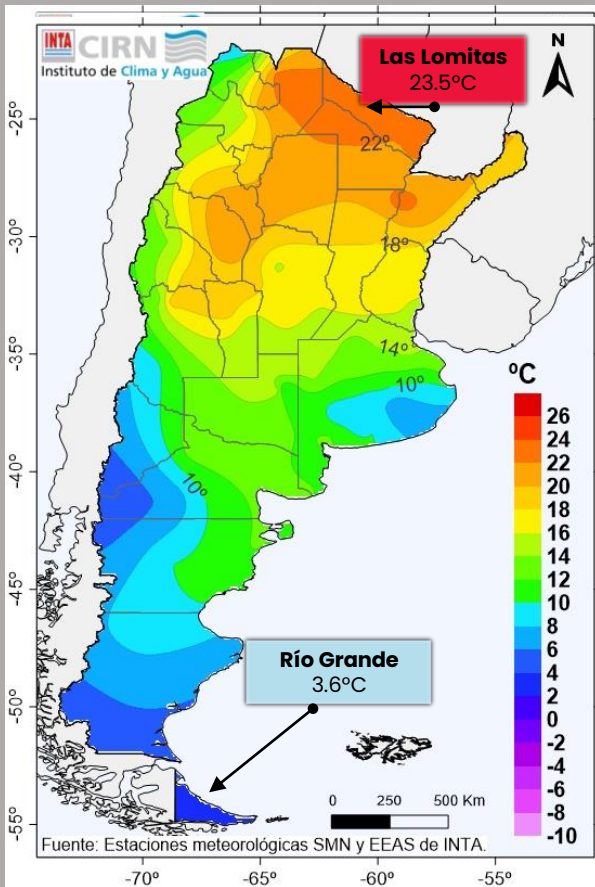 INTA CIRN
Instituto de Clima y Agua
Las Lomitas
23.5ºC
N
-25º
22º
-30º
18º
-35º
14º
10º
ºC
26
24
22
20
18
16
14
12
10
8
6
4
2
0
-2
-4
-6
-8
-10
-40º
10º
-45º
Río Grande
3.6ºC
-50º
0 250 500 Km
-55º
Fuente: Estaciones meteorológicas SMN y EEAS de INTA.
-70º -65º -60º -55º